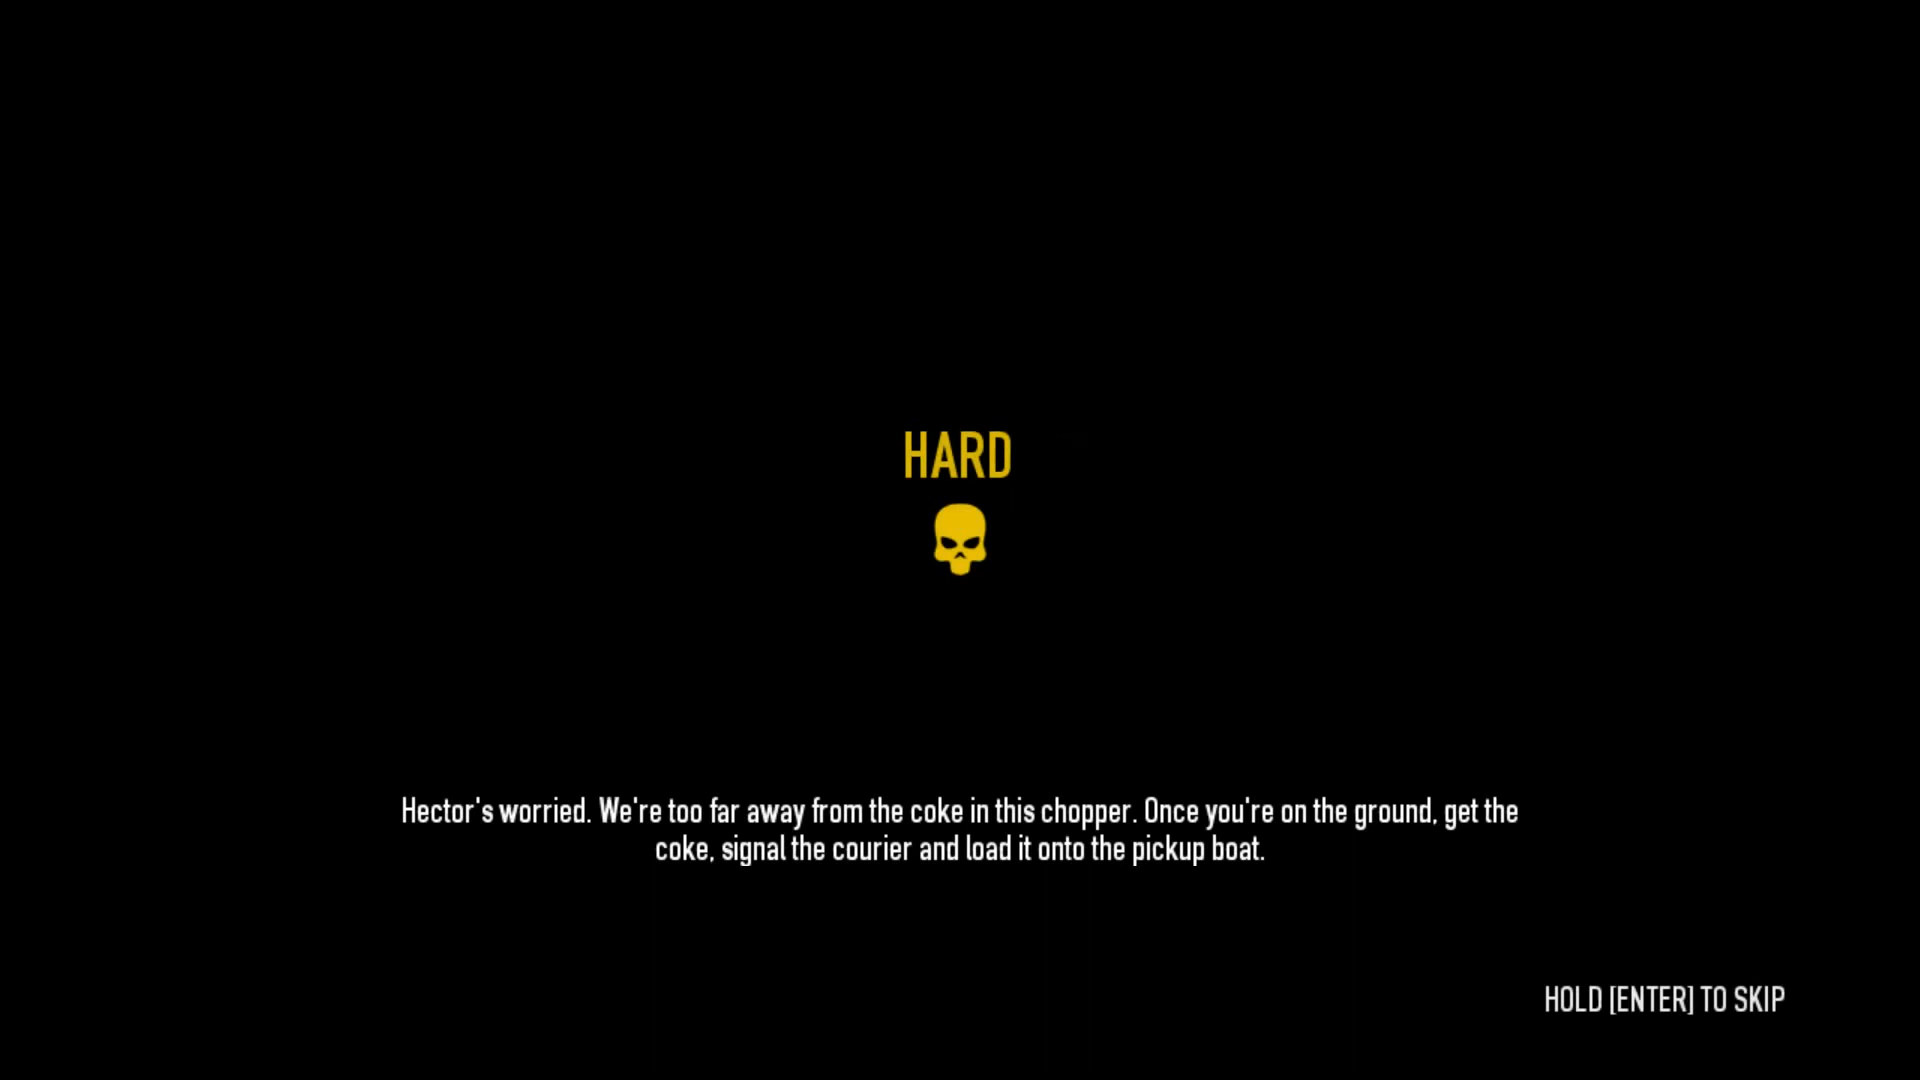 HARD
Hector's worried. We're too far away from the coke in this chopper. Once you're on the ground, get the
coke, signal the courier and load it onto the pickup boat.
HOLD [ENTER] TO SKIP